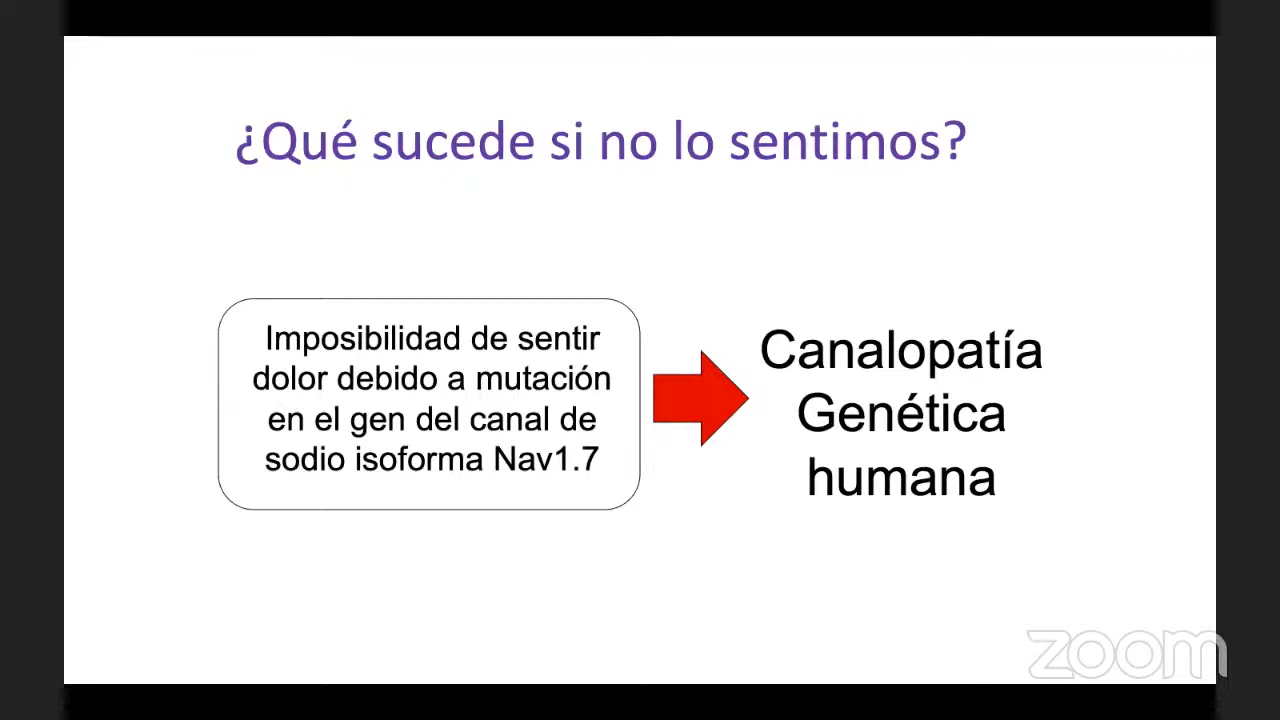 ¿Qué sucede si no lo sentimos?
Imposibilidad de sentir
dolor debido a mutación
en el gen del canal de
sodio isoforma Nav1.7
Canalopatía
Genética
humana
zoom